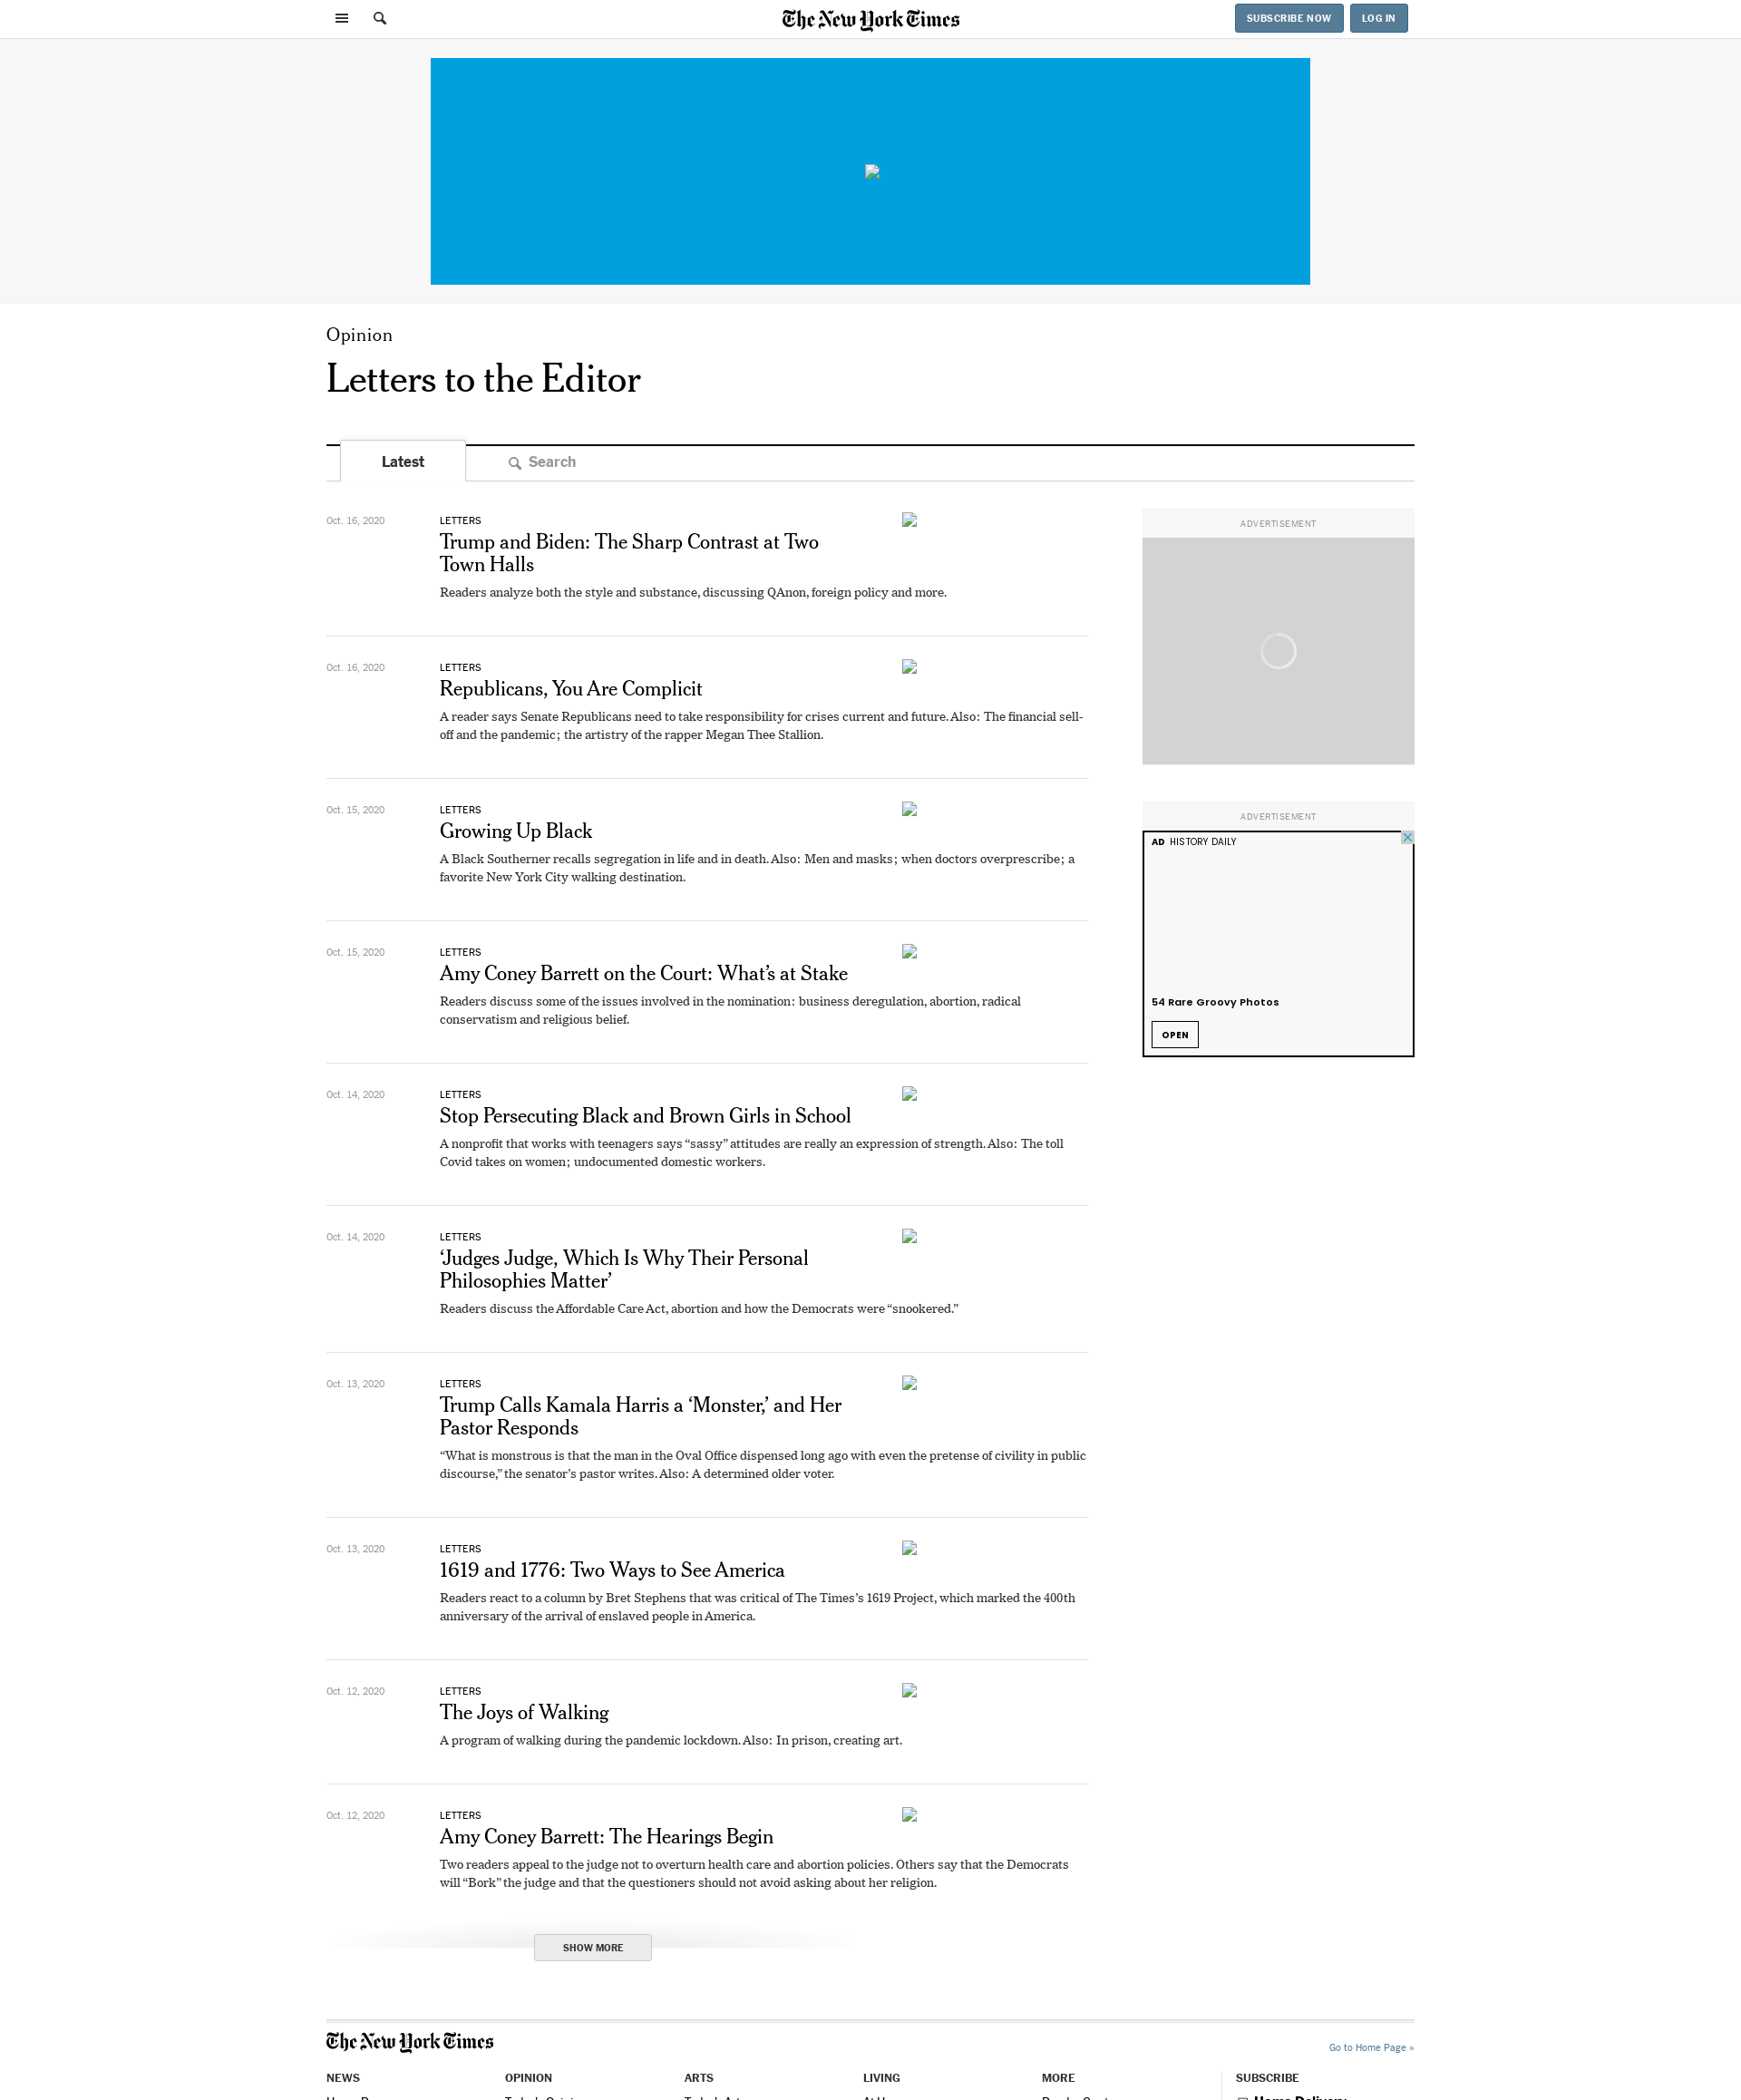 The New York Times
SUBSCRIBE NOW
LOG IN
Opinion
Letters to the Editor
Latest
Search
Oct. 16, 2020
LETTERS
Trump and Biden: The Sharp Contrast at Two
Town Halls
Readers analyze both the style and substance, discussing QAnon, foreign policy and more.
Oct. 16, 2020
LETTERS
Republicans, You Are Complicit
A reader says Senate Republicans need to take responsibility for crises current and future. Also: The financial sell-
off and the pandemic; the artistry of the rapper Megan Thee Stallion.
Oct. 15, 2020
LETTERS
Growing Up Black
A Black Southerner recalls segregation in life and in death. Also: Men and masks; when doctors overprescribe; a
favorite New York City walking destination.
Oct. 15, 2020
LETTERS
Amy Coney Barrett on the Court: What’s at Stake
Readers discuss some of the issues involved in the nomination: business deregulation, abortion, radical
conservatism and religious belief.
Oct. 14, 2020
LETTERS
Stop Persecuting Black and Brown Girls in School
A nonprofit that works with teenagers says “sassy” attitudes are really an expression of strength. Also: The toll
Covid takes on women; undocumented domestic workers.
Oct. 14, 2020
LETTERS
‘Judges Judge, Which Is Why Their Personal
Philosophies Matter’
Readers discuss the Affordable Care Act, abortion and how the Democrats were “snookered.”
Oct. 13, 2020
LETTERS
Trump Calls Kamala Harris a ‘Monster,’ and Her
Pastor Responds
“What is monstrous is that the man in the Oval Office dispensed long ago with even the pretense of civility in public
discourse,” the senator’s pastor writes. Also: A determined older voter.
Oct. 13, 2020
LETTERS
1619 and 1776: Two Ways to See America
Readers react to a column by Bret Stephens that was critical of The Times’s 1619 Project, which marked the 400th
anniversary of the arrival of enslaved people in America.
Oct. 12, 2020
LETTERS
The Joys of Walking
A program of walking during the pandemic lockdown. Also: In prison, creating art.
Oct. 12, 2020
LETTERS
Amy Coney Barrett: The Hearings Begin
Two readers appeal to the judge not to overturn health care and abortion policies. Others say that the Democrats
will “Bork” the judge and that the questioners should not avoid asking about her religion.
SHOW MORE
ADVERTISEMENT
ADVERTISEMENT
AD HISTORY DAILY
54 Rare Groovy Photos
OPEN
The New York Times
Go to Home Page »
NEWS
OPINION
ARTS
LIVING
MORE
SUBSCRIBE
Home Delivery